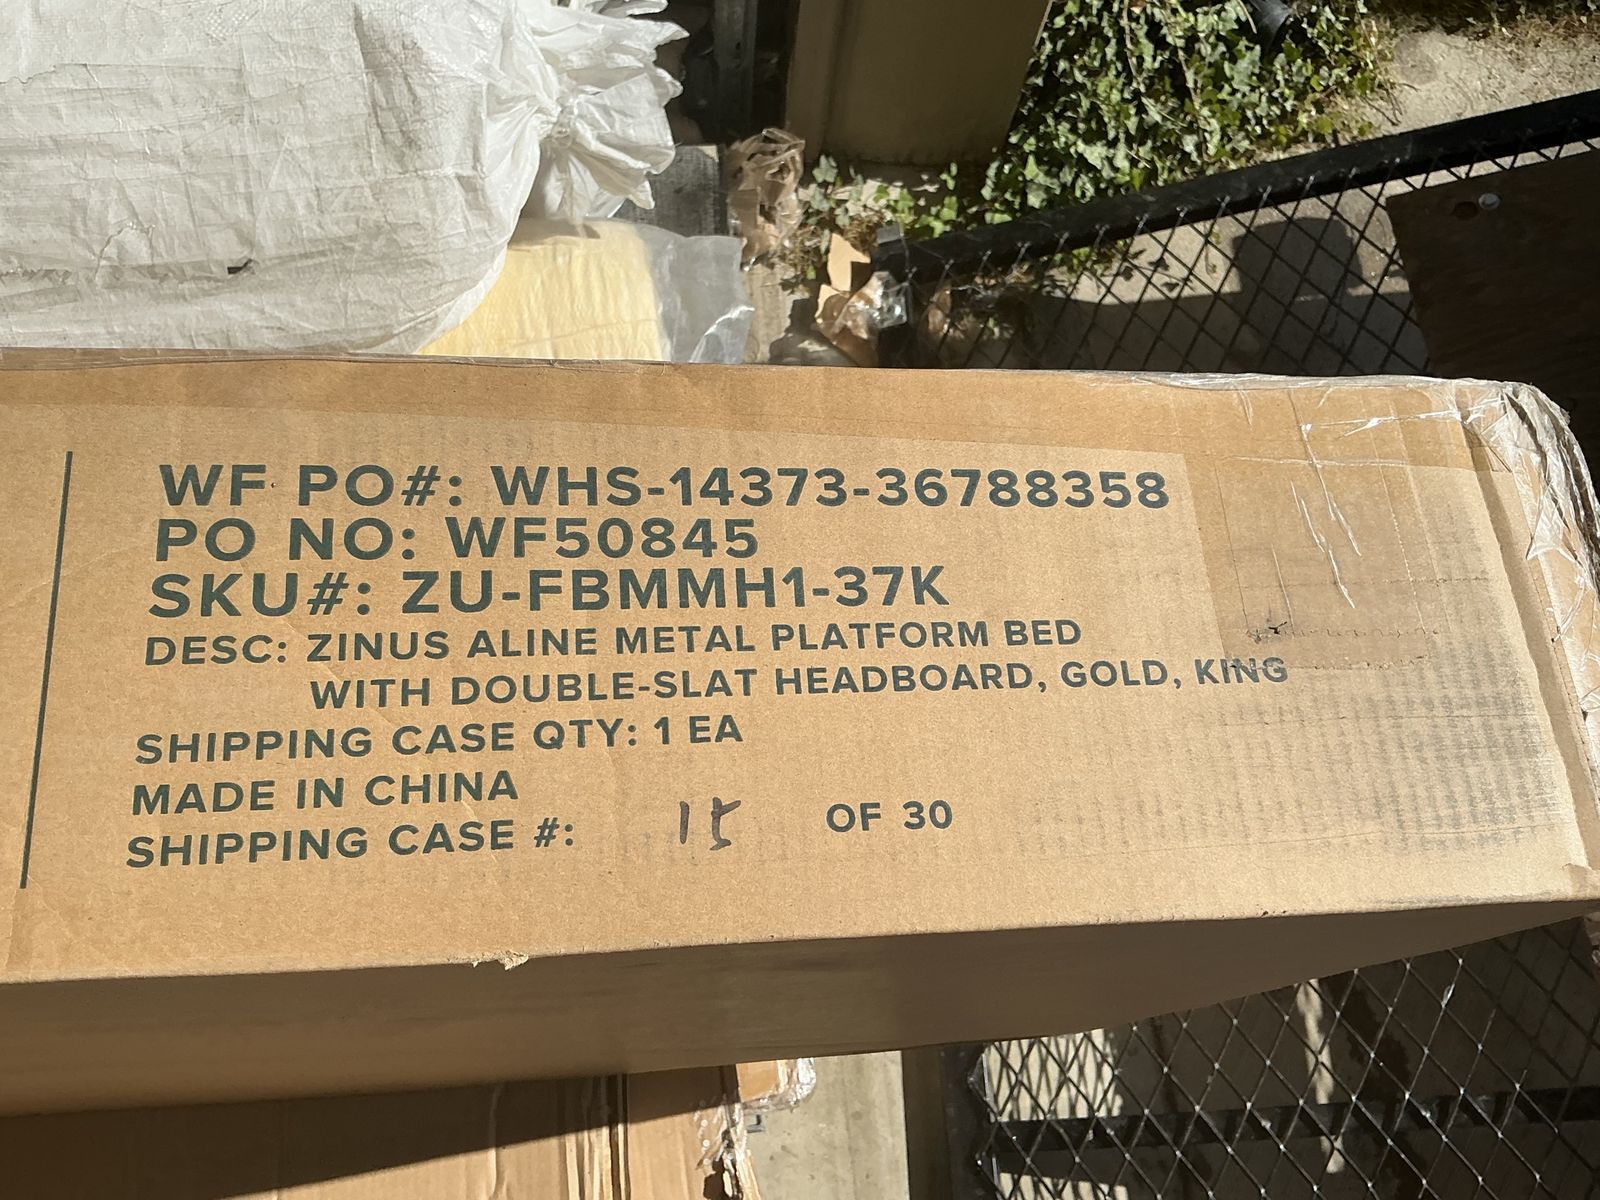 WF PO#: WHS-14373-36788358
PO NO: WF50845
SKU#: ZU-FBMMH1-37K
DESC: ZINUS ALINE METAL PLATFORM BED
WITH DOUBLE-SLAT HEADBOARD, GOLD, KING
SHIPPING CASE QTY: 1 EA
MADE IN CHINA
SHIPPING CASE #: 15 OF 30